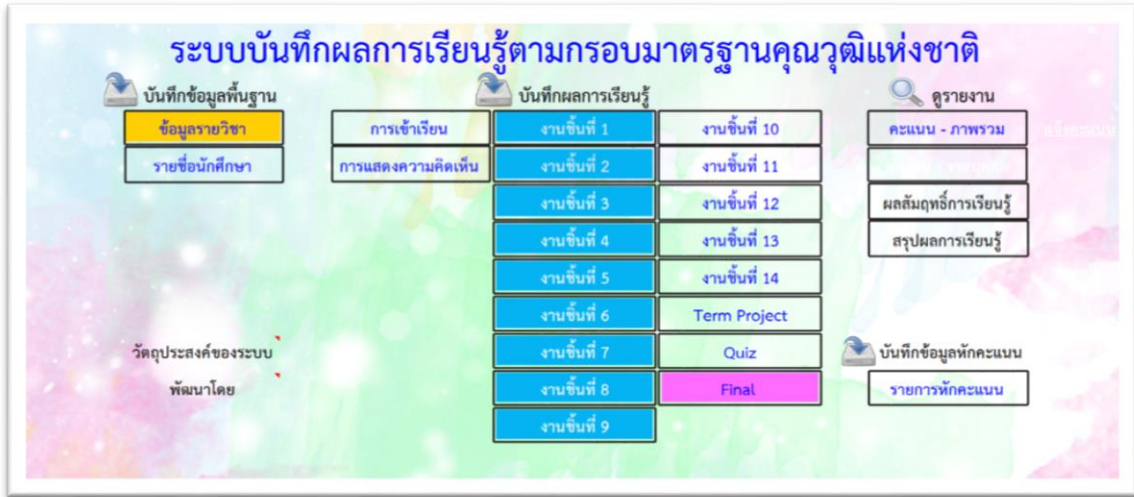 ระบบบันทึกผลการเรียนรู้ตามกรอบมาตรฐานคุณวุฒิแห่งชาติ
บันทึกข้อมูลพื้นฐาน
ข้อมูลรายวิชา
รายชื่อนักศึกษา
วัตถุประสงค์ของระบบ
พัฒนาโดย
บันทึกผลการเรียนรู้
การเข้าเรียน
การแสดงความคิดเห็น
งานชิ้นที่ 1
งานชิ้นที่ 2
งานชิ้นที่ 3
งานชิ้นที่ 4
งานชิ้นที่ 5
งานชิ้นที่ 6
งานชิ้นที่ 7
งานชิ้นที่ 8
งานชิ้นที่ 9
งานชิ้นที่ 10
งานชิ้นที่ 11
งานชิ้นที่ 12
งานชิ้นที่ 13
งานชิ้นที่ 14
Term Project
Quiz
Final
ดูรายงาน
คะแนน - ภาพรวม
ผลสัมฤทธิ์การเรียนรู้
สรุปผลการเรียนรู้
บันทึกข้อมูลหักคะแนน
รายการหักคะแนน